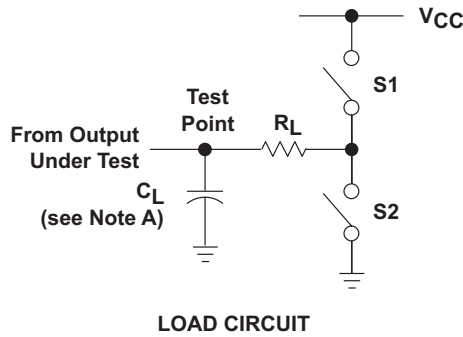 VCC
S1
Test
Point
RL
From Output
Under Test
CL
(see Note A)
S2
LOAD CIRCUIT